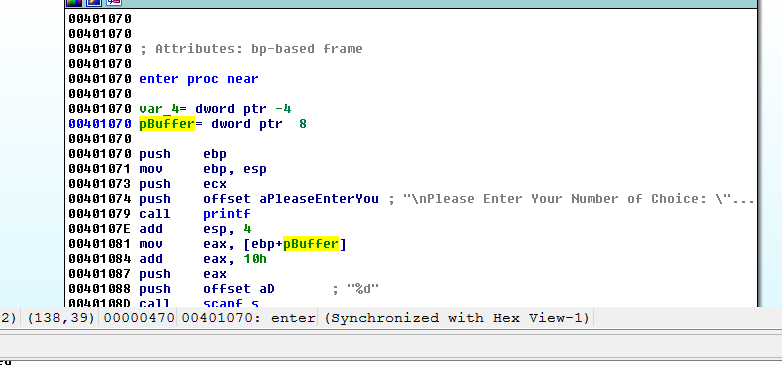 00401070
00401070
00401070 ; Attributes: bp-based frame
00401070
00401070 enter proc near
00401070
00401070 var_4= dword ptr -4
00401070 pBuffer= dword ptr  8
00401070
00401070 push    ebp
00401071 mov     ebp, esp
00401073 push    ecx
00401074 push    offset aPleaseEnterYou ; "\nPlease Enter Your Number of Choice: \"...
00401079 call    printf
0040107E add     esp, 4
00401081 mov     eax, [ebp+pBuffer]
00401084 add     eax, 10h
00401087 push    eax
00401088 push    offset aD       ; "%d"
0040108D call    scanf_s
2) (138,39) 00000470 00401070: enter (Synchronized with Hex View-1)